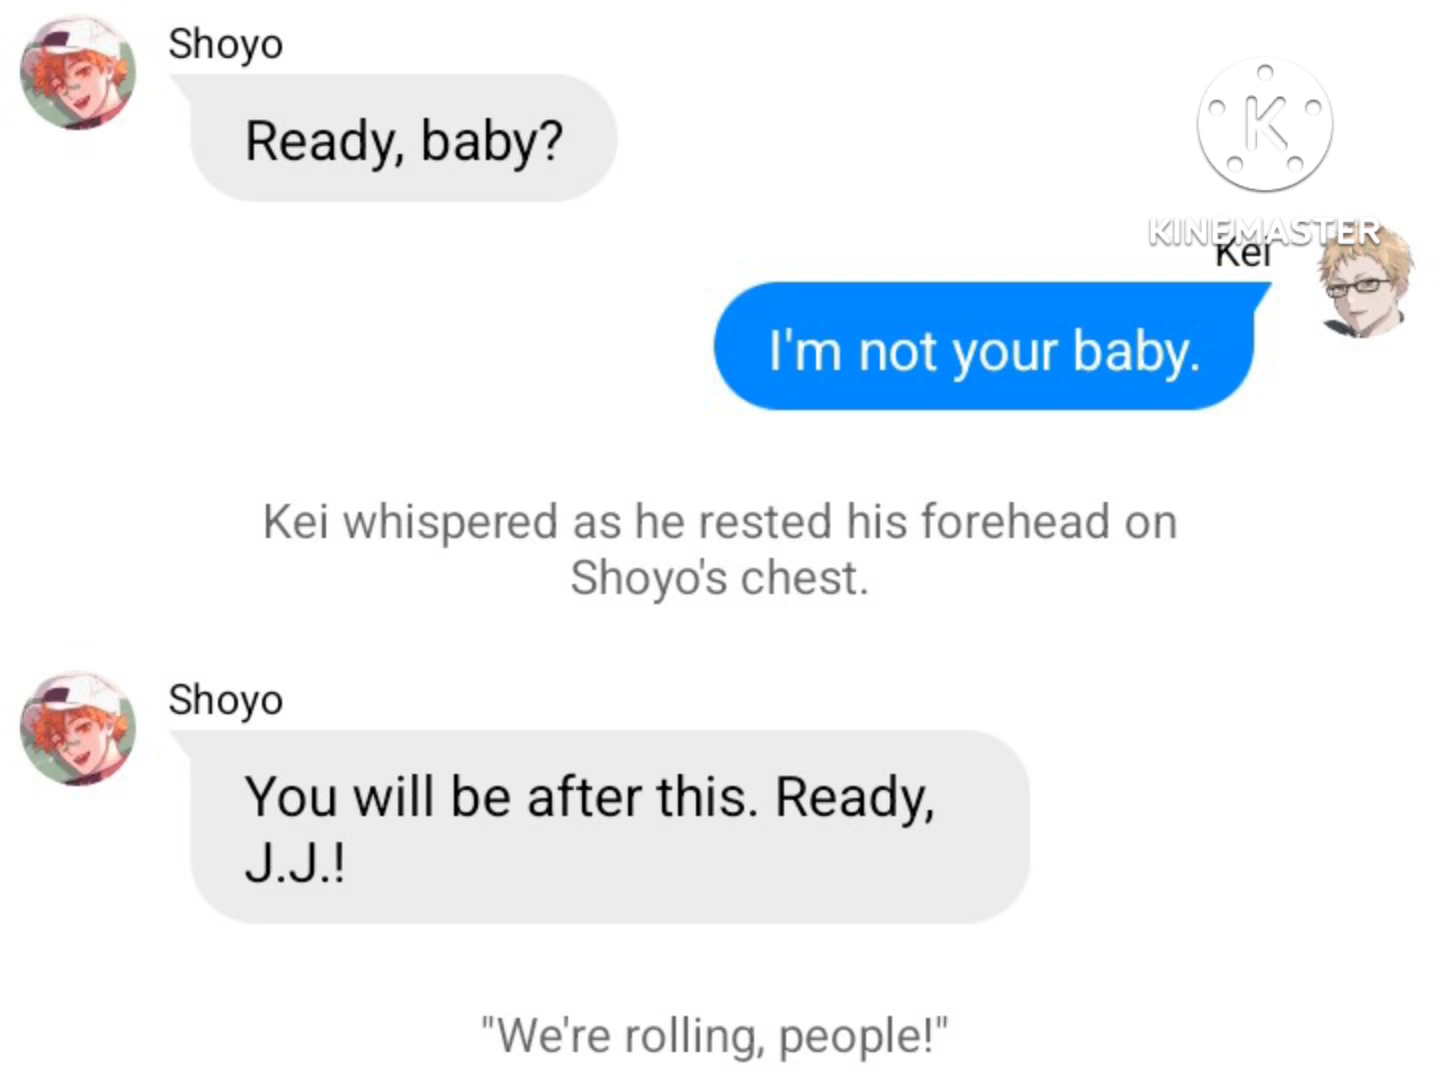 Shoyo
Ready, baby?
K
KINEMASTER
Kei
I'm not your baby.
Kei whispered as he rested his forehead on
Shoyo's chest.
Shoyo
You will be after this. Ready,
J.J.!
"We're rolling, people!"